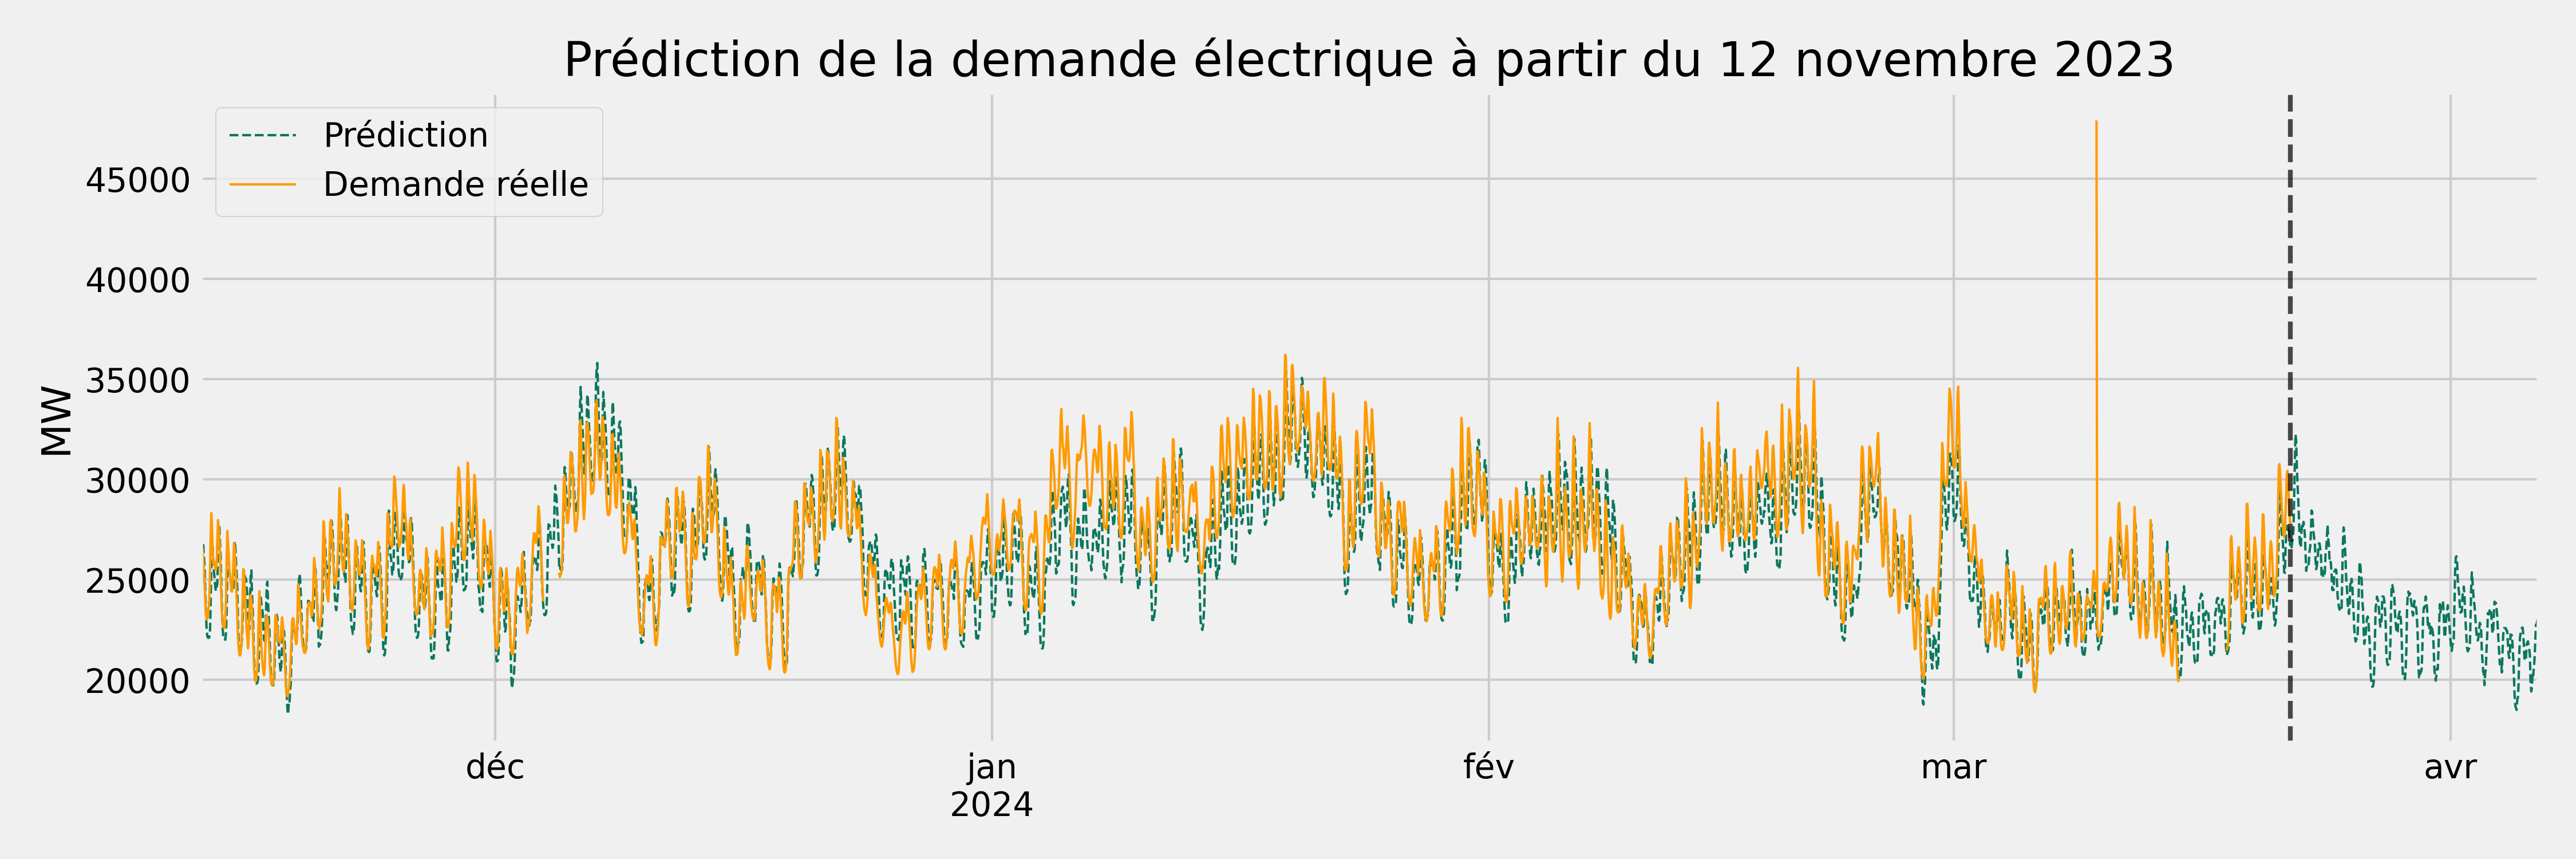 Prédiction de la demande électrique à partir du 12 novembre 2023
Prédiction
Demande réelle
MW
45000
40000
35000
30000
25000
20000
déc
jan
2024
fév
mar
avr